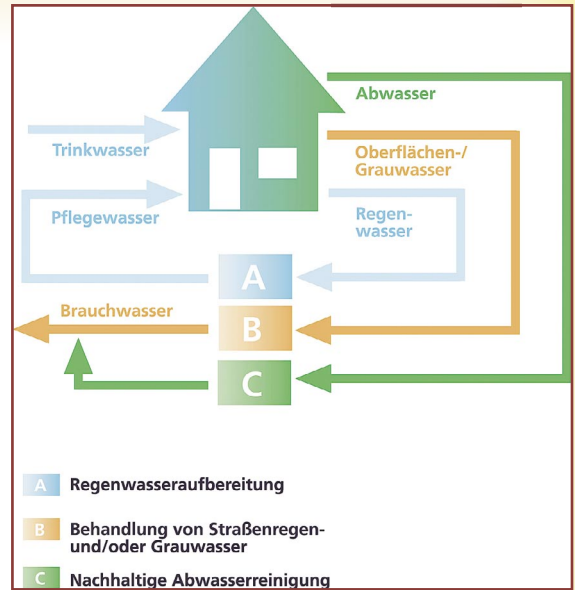 Abwasser
Trinkwasser
Oberflächen-/
Grauwasser
Pflegewasser
Regen-
wasser
A
Brauchwasser
B
C
A Regenwasseraufbereitung
B Behandlung von Straßenregen-
und/oder Grauwasser
C Nachhaltige Abwasserreinigung